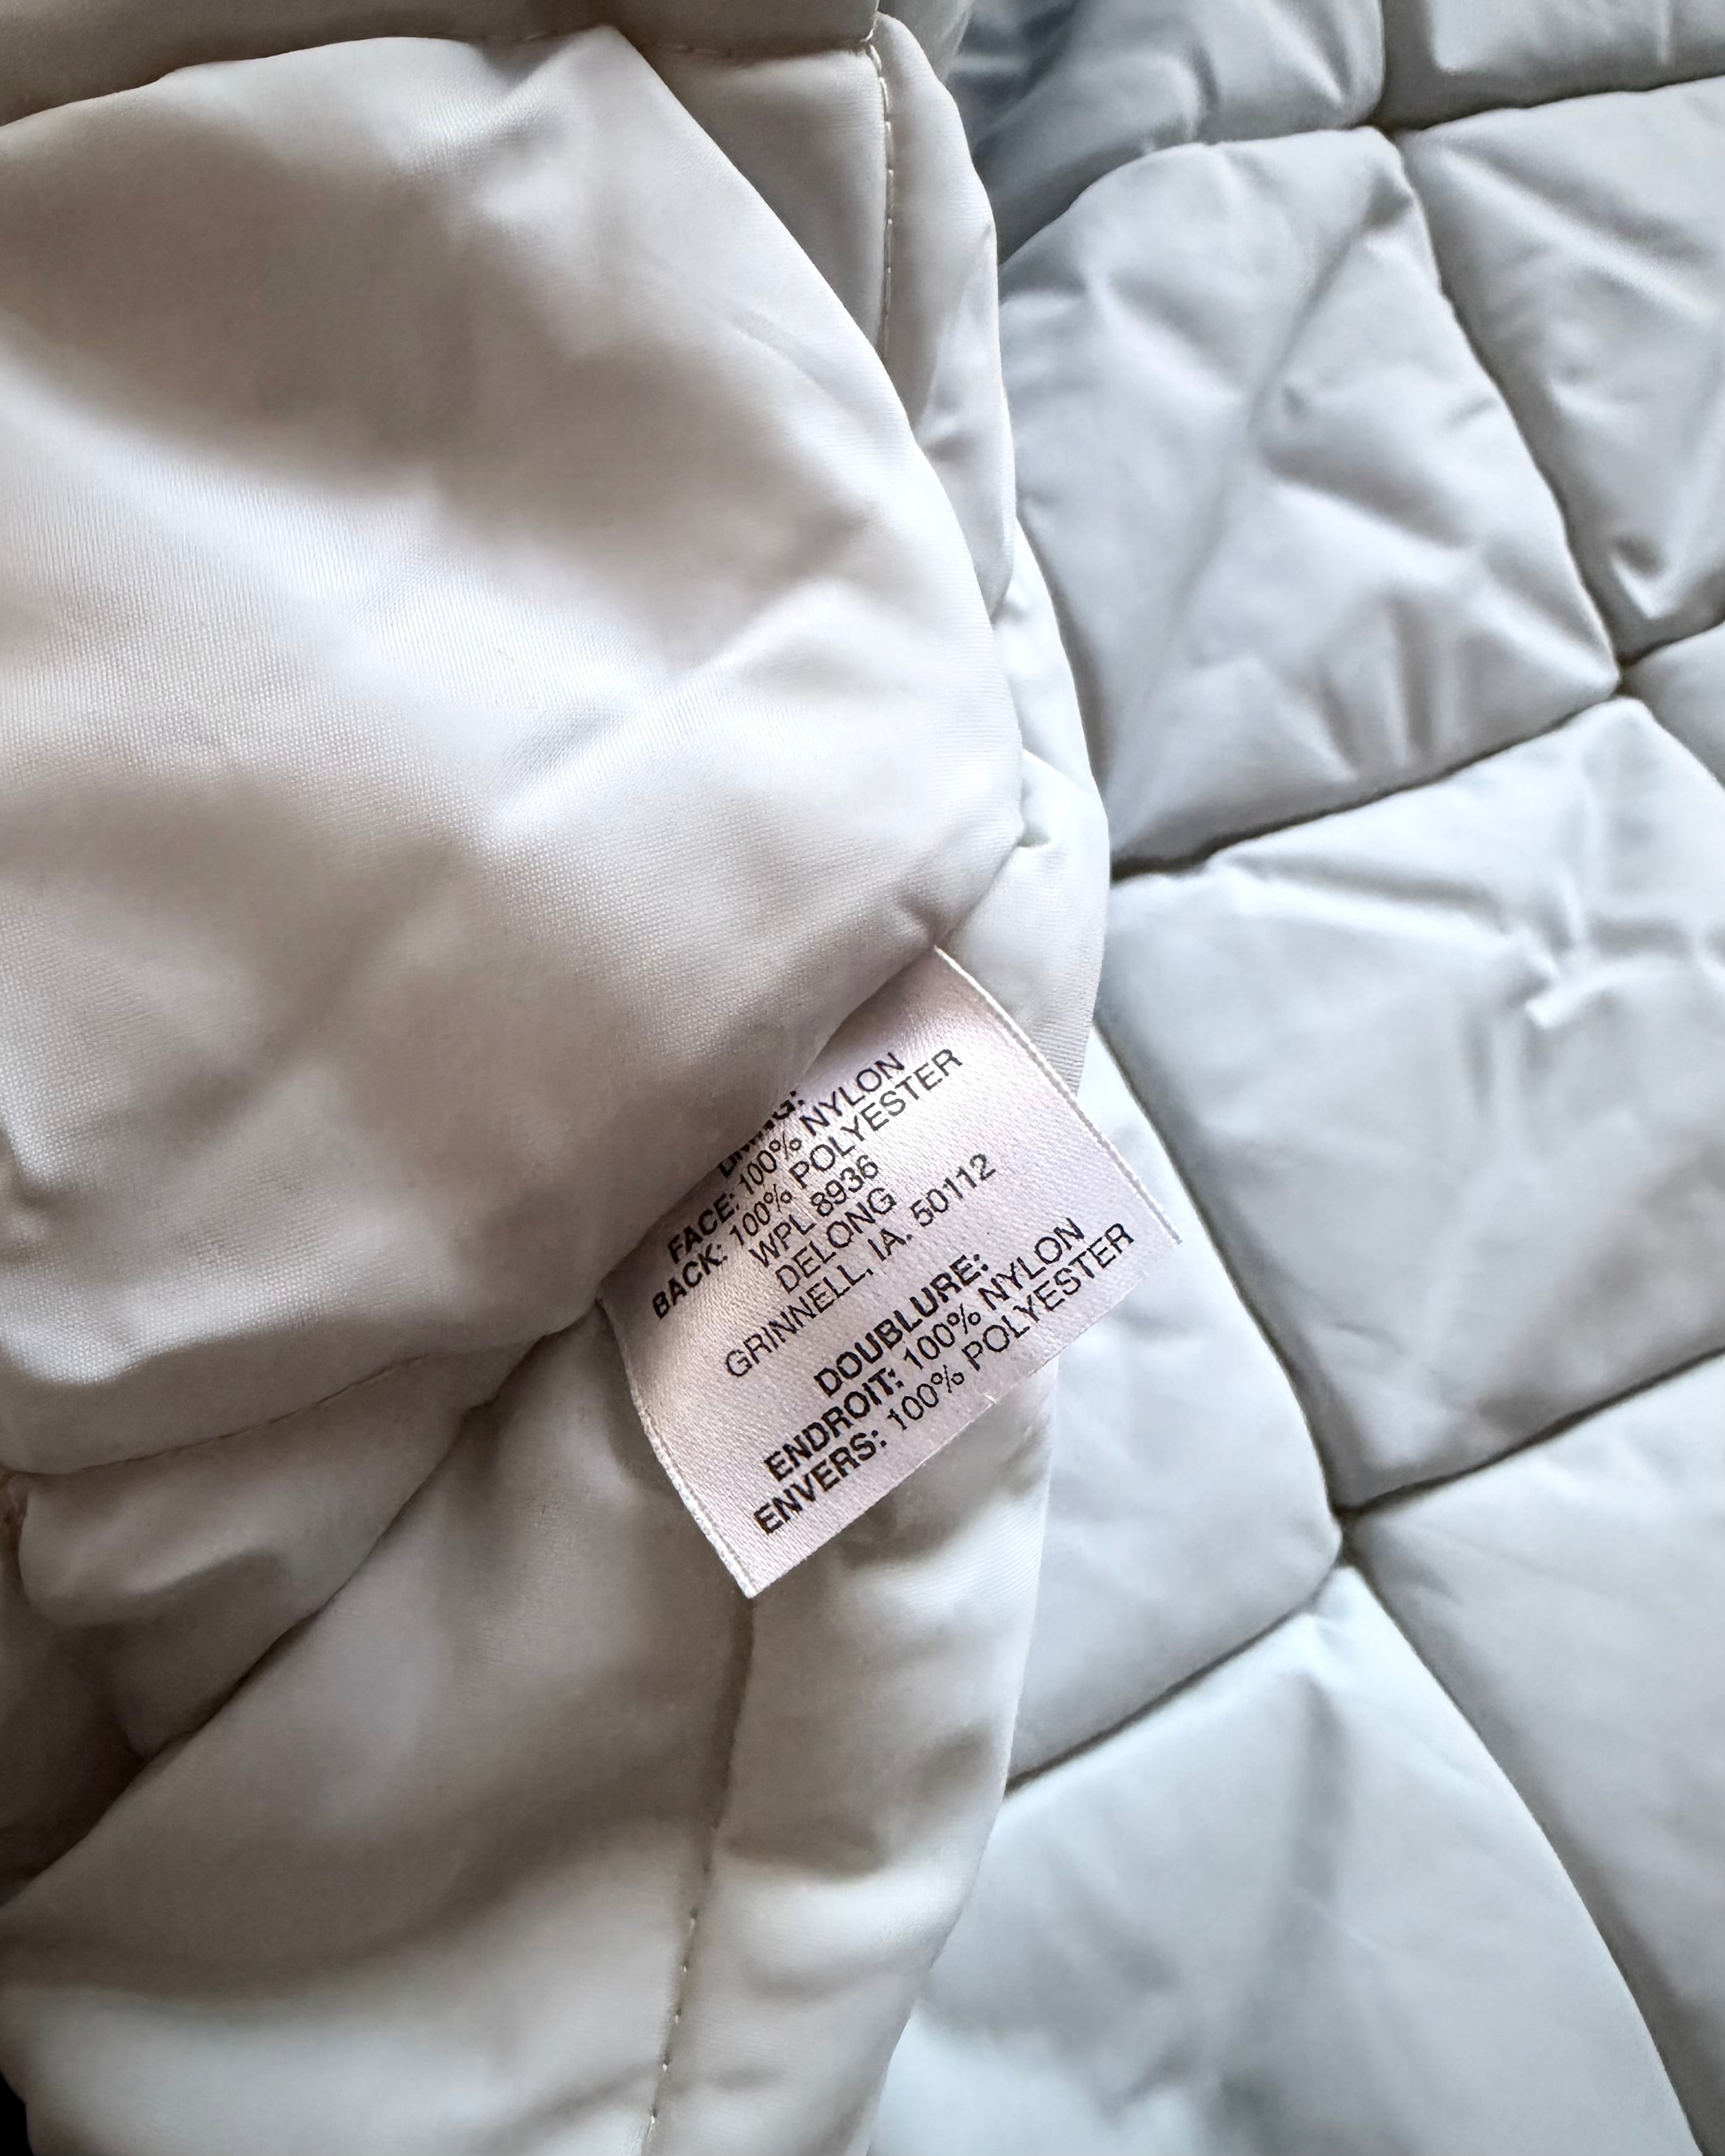 FACE: 100% NYLON
BACK: 100% POLYESTER
WPL 8936
DELONG
GRINNELL, IA. 50112
DOUBLURE:
ENDROIT: 100% NYLON
ENVERS: 100% POLYESTER